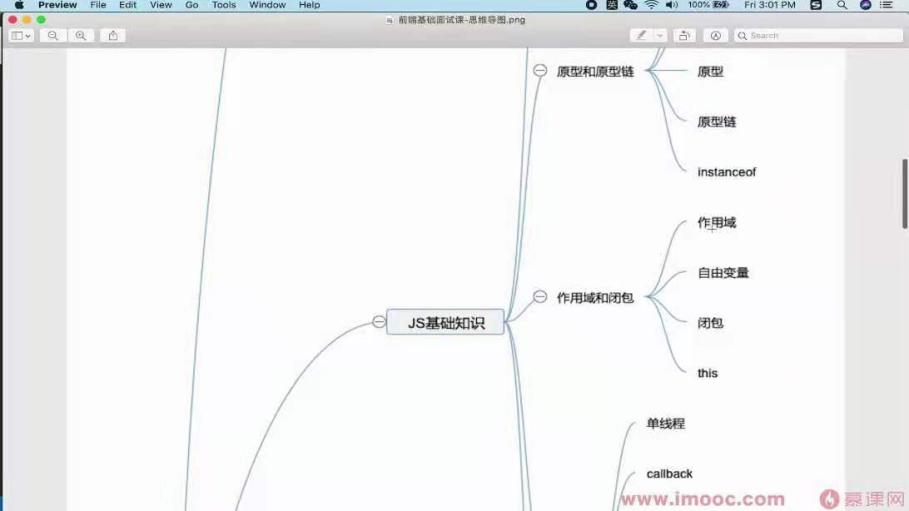 Preview File Edit View Go Tools Window Help 英 100% Fri 3:01 PM
前端基础面试课-思维导图.png
Search
原型和原型链
原型
原型链
instanceof
作用域
自由变量
作用域和闭包
JS基础知识
闭包
this
单线程
callback
www.imooc.com 慕课网